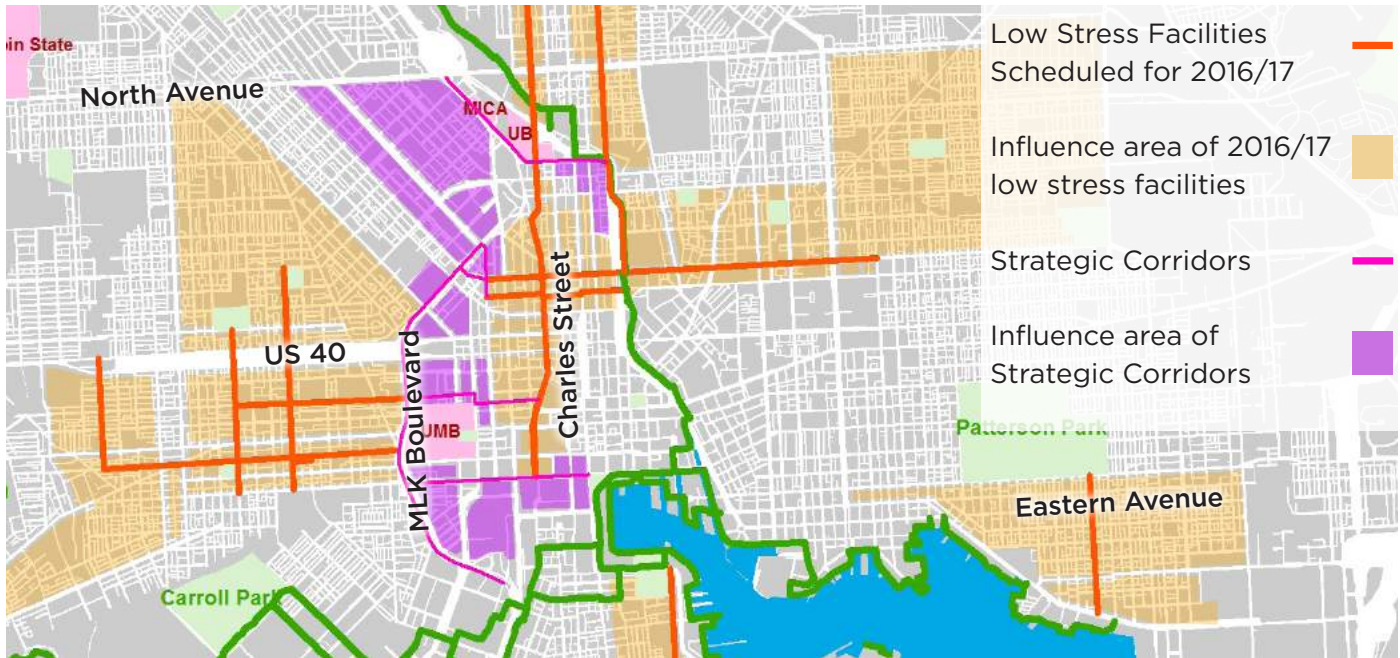 pin State
North Avenue
MICA
UB
US 40
MLK Boulevard
UMB
Charles Street
Carroll Park
Patterson Park
Eastern Avenue
Low Stress Facilities
Scheduled for 2016/17
Influence area of 2016/17
low stress facilities
Strategic Corridors
Influence area of
Strategic Corridors